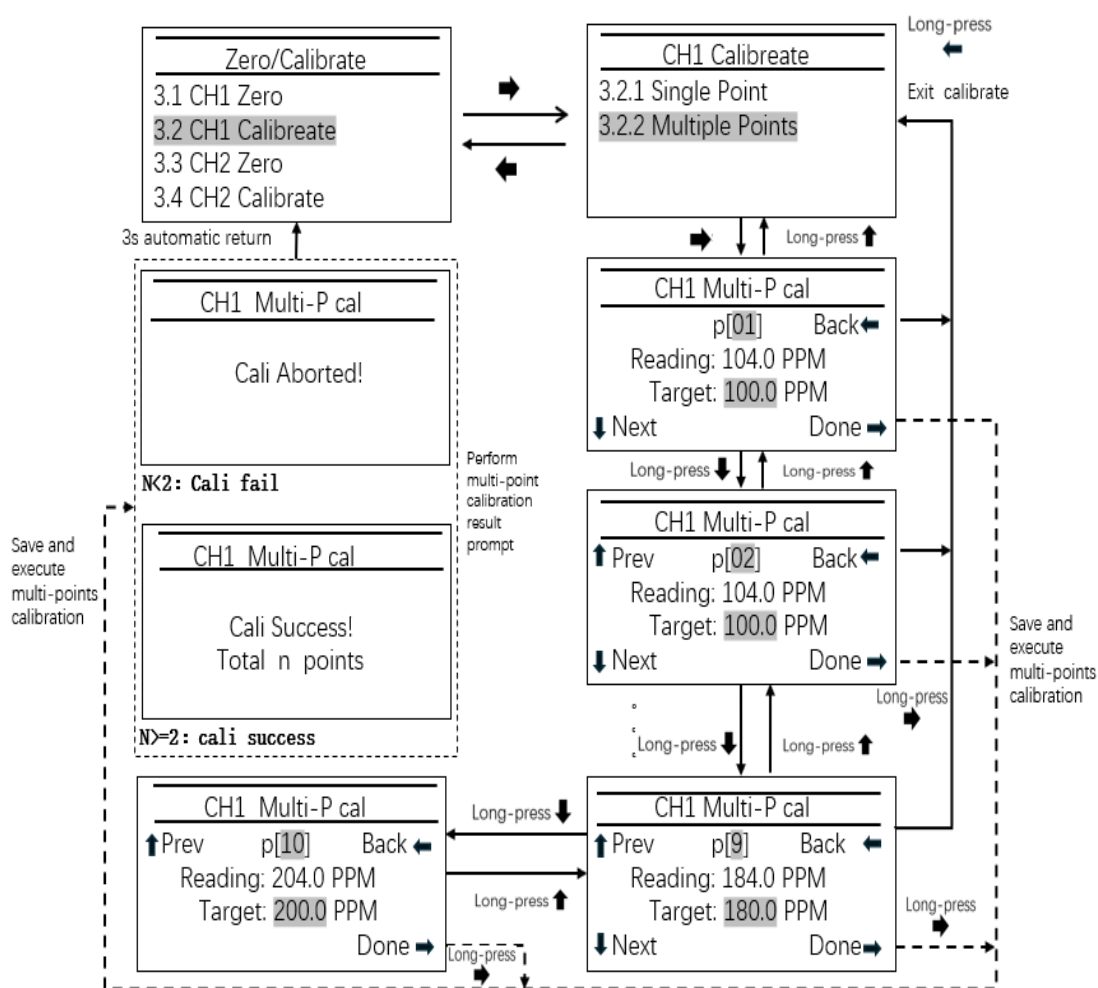 Zero/Calibrate
3.1 CH1 Zero
3.2 CH1 Calibreate
3.3 CH2 Zero
3.4 CH2 Calibrate
CH1 Calibreate
3.2.1 Single Point
3.2.2 Multiple Points
Long-press
Exit calibrate
3s automatic return
➡
⬅
➡
Long-press ⬆
CH1 Multi-P cal
Cali Aborted!
N<2: Cali fail
CH1 Multi-P cal
Cali Success!
Total n points
N>=2: cali success
Perform
multi-point
calibration
result
prompt
Save and
execute
multi-points
calibration
CH1 Multi-P cal
p[01] Back⬅
Reading: 104.0 PPM
Target: 100.0 PPM
⬇ Next Done ➡
Long-press ⬇ Long-press ⬆
CH1 Multi-P cal
⬆ Prev p[02] Back⬅
Reading: 104.0 PPM
Target: 100.0 PPM
⬇ Next Done ➡
Save and
execute
multi-points
calibration
Long-press
➡
Long-press ⬇ Long-press ⬆
CH1 Multi-P cal
⬆Prev p[10] Back ⬅
Reading: 204.0 PPM
Target: 200.0 PPM
Done ➡
Long-press
➡
Long-press ⬇
Long-press ⬆
CH1 Multi-P cal
⬆ Prev p[9] Back ⬅
Reading: 184.0 PPM
Target: 180.0 PPM
⬇ Next Done➡
Long-press
➡